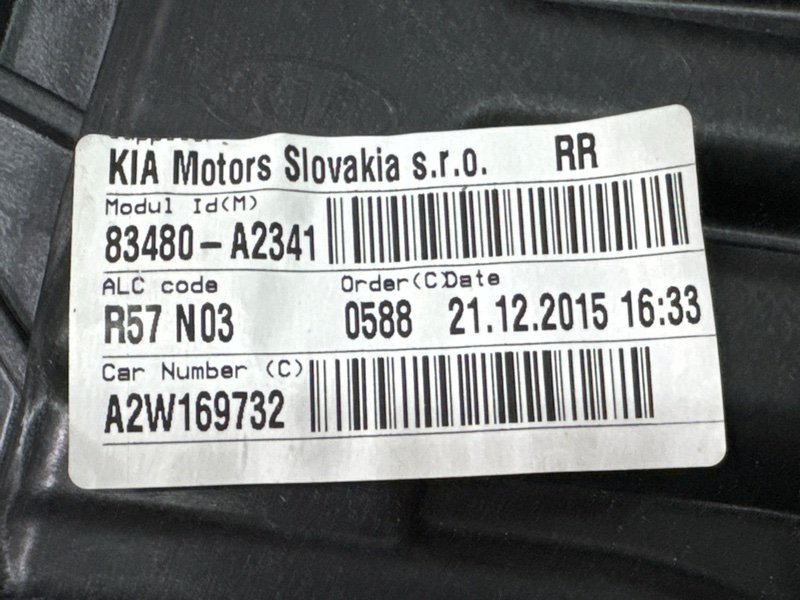 KIA Motors Slovakia s.r.o. RR
Modul Id(M)
83480-A2341
ALC code Order(C)Date
R57 N03 0588 21.12.2015 16:33
Car Number (C)
A2W169732